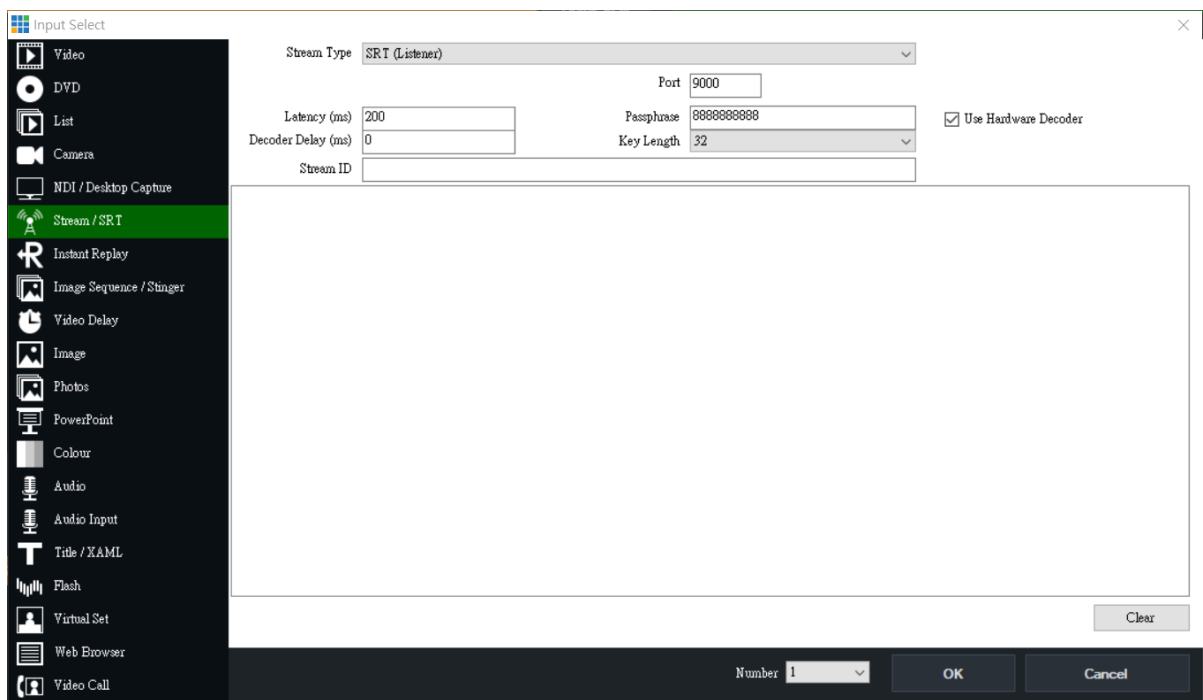 Input Select
Video
DVD
List
Camera
NDI / Desktop Capture
Stream / SRT
Instant Replay
Image Sequence / Stinger
Video Delay
Image
Photos
PowerPoint
Colour
Audio
Audio Input
Title / XAML
Flash
Virtual Set
Web Browser
Video Call
Stream Type SRT (Listener)
Port 9000
Latency (ms) 200 Passphrase 8888888888 Use Hardware Decoder
Decoder Delay (ms) 0 Key Length 32
Stream ID
Clear
Number 1 OK Cancel